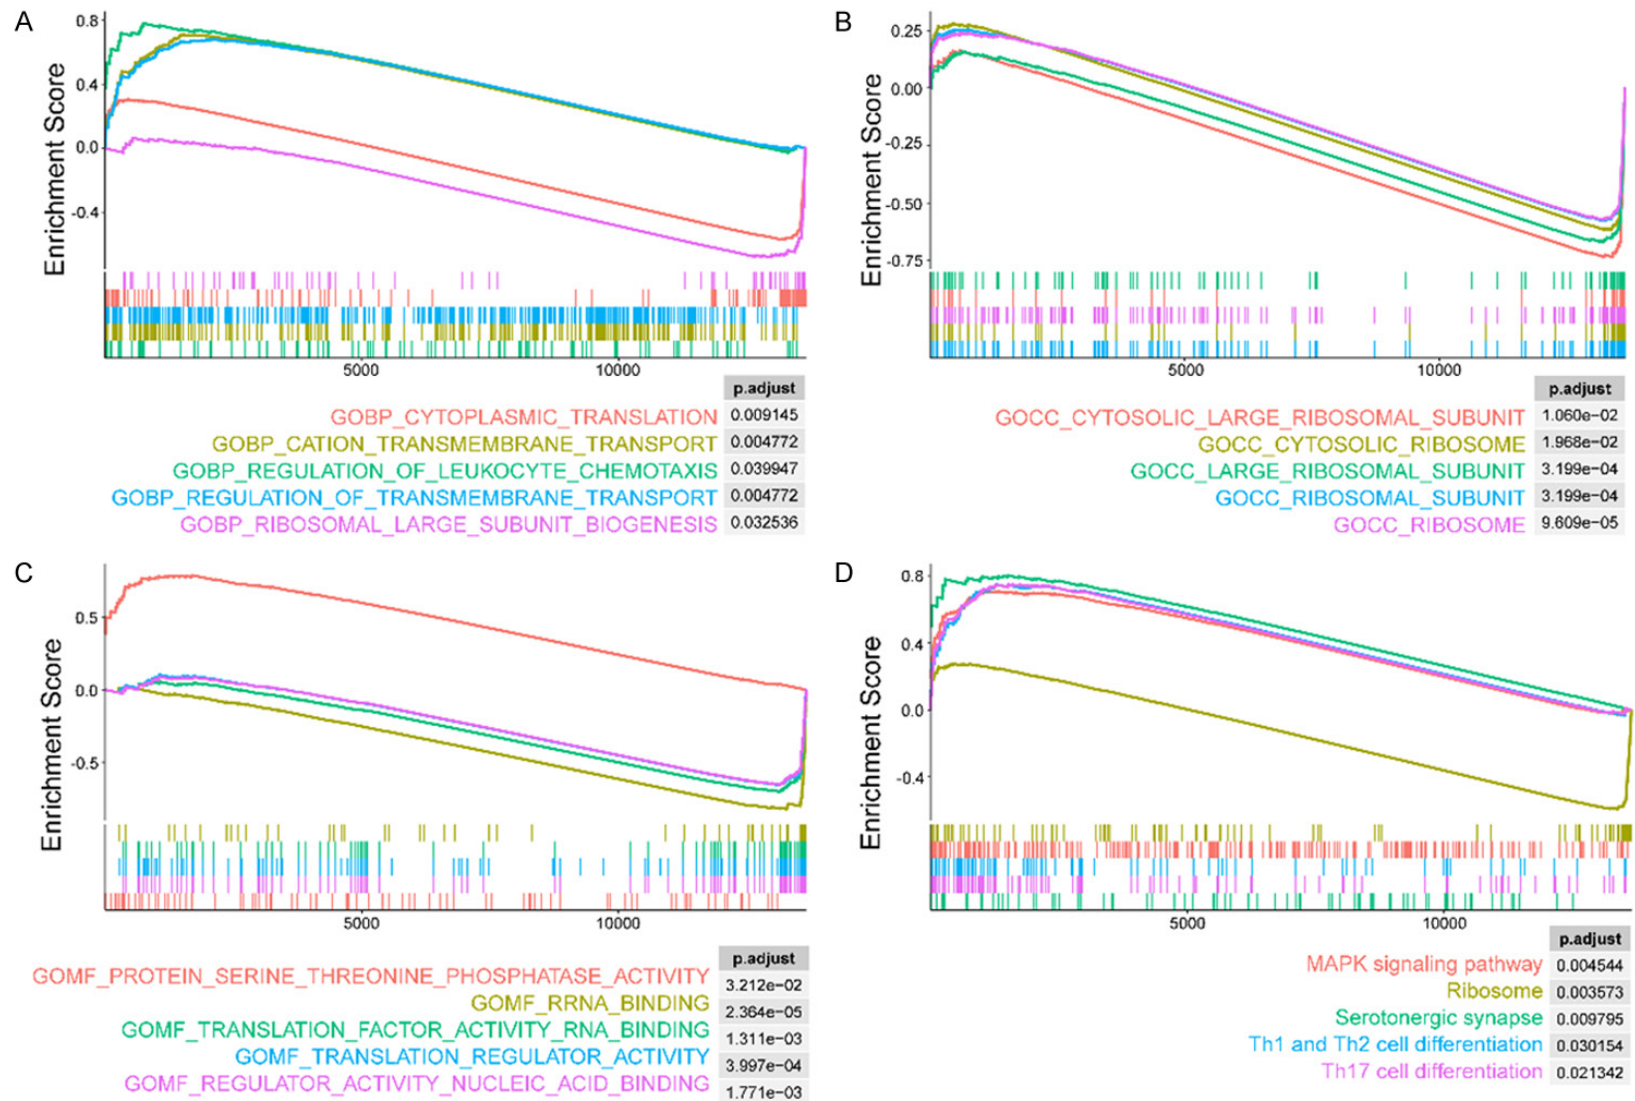 A
Enrichment Score
0.8
0.4
0.0
-0.4
5000
10000
p.adjust
GOBP_CYTOPLASMIC_TRANSLATION 0.009145
GOBP_CATION_TRANSMEMBRANE_TRANSPORT 0.004772
GOBP_REGULATION_OF_LEUKOCYTE_CHEMOTAXIS 0.039947
GOBP_REGULATION_OF_TRANSMEMBRANE_TRANSPORT 0.004772
GOBP_RIBOSOMAL_LARGE_SUBUNIT_BIOGENESIS 0.032536
B
Enrichment Score
0.25
0.00
-0.25
-0.50
-0.75
5000
10000
p.adjust
GOCC_CYTOSOLIC_LARGE_RIBOSOMAL_SUBUNIT 1.060e−02
GOCC_CYTOSOLIC_RIBOSOME 1.968e−02
GOCC_LARGE_RIBOSOMAL_SUBUNIT 3.199e−04
GOCC_RIBOSOMAL_SUBUNIT 3.199e−04
GOCC_RIBOSOME 9.609e−05
C
Enrichment Score
0.5
0.0
-0.5
5000
10000
p.adjust
GOMF_PROTEIN_SERINE_THREONINE_PHOSPHATASE_ACTIVITY 3.212e−02
GOMF_RRNA_BINDING 2.364e−05
GOMF_TRANSLATION_FACTOR_ACTIVITY_RNA_BINDING 1.311e−03
GOMF_TRANSLATION_REGULATOR_ACTIVITY 3.997e−04
GOMF_REGULATOR_ACTIVITY_NUCLEIC_ACID_BINDING 1.771e−03
D
Enrichment Score
0.8
0.4
0.0
-0.4
5000
10000
p.adjust
MAPK signaling pathway 0.004544
Ribosome 0.003573
Serotonergic synapse 0.009795
Th1 and Th2 cell differentiation 0.030154
Th17 cell differentiation 0.021342